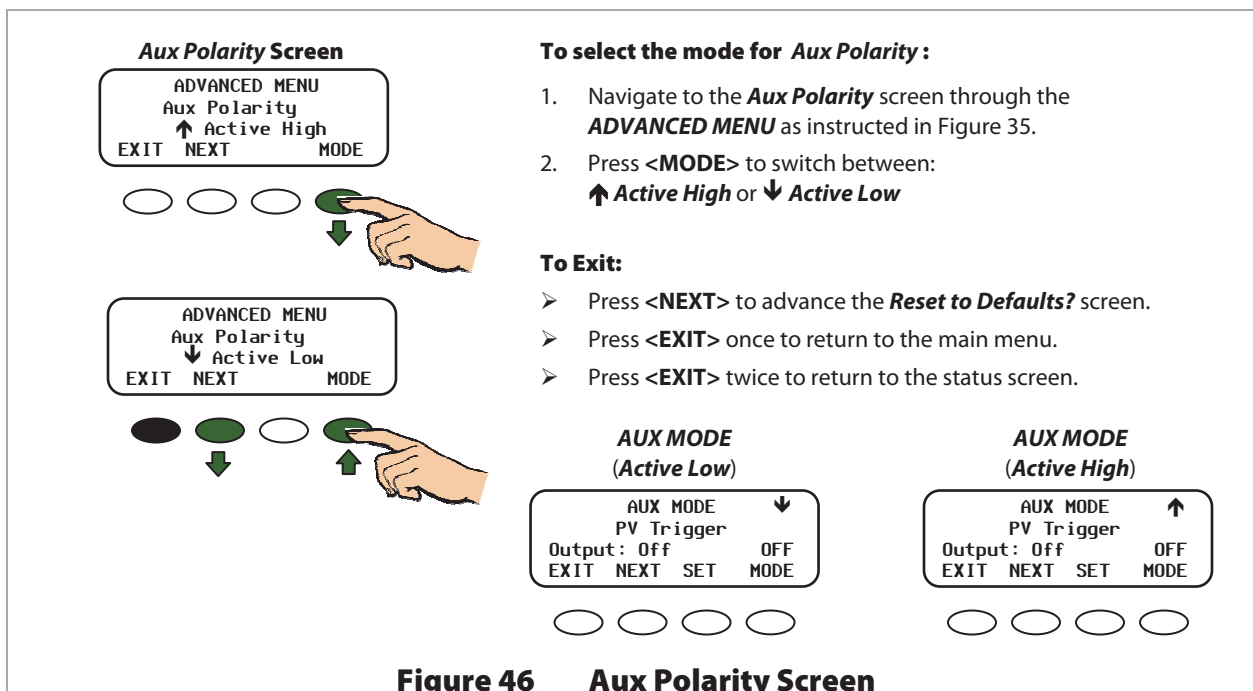 Aux Polarity Screen
ADVANCED MENU
Aux Polarity
↑ Active High
EXIT NEXT MODE
ADVANCED MENU
Aux Polarity
↓ Active Low
EXIT NEXT MODE
To select the mode for Aux Polarity :
1. Navigate to the Aux Polarity screen through the
ADVANCED MENU as instructed in Figure 35.
2. Press <MODE> to switch between:
↑ Active High or ↓ Active Low
To Exit:
➢ Press <NEXT> to advance the Reset to Defaults? screen.
➢ Press <EXIT> once to return to the main menu.
➢ Press <EXIT> twice to return to the status screen.
AUX MODE
(Active Low)
AUX MODE ↓
PV Trigger
Output: Off OFF
EXIT NEXT SET MODE
AUX MODE
(Active High)
AUX MODE ↑
PV Trigger
Output: Off OFF
EXIT NEXT SET MODE
Figure 46 Aux Polarity Screen